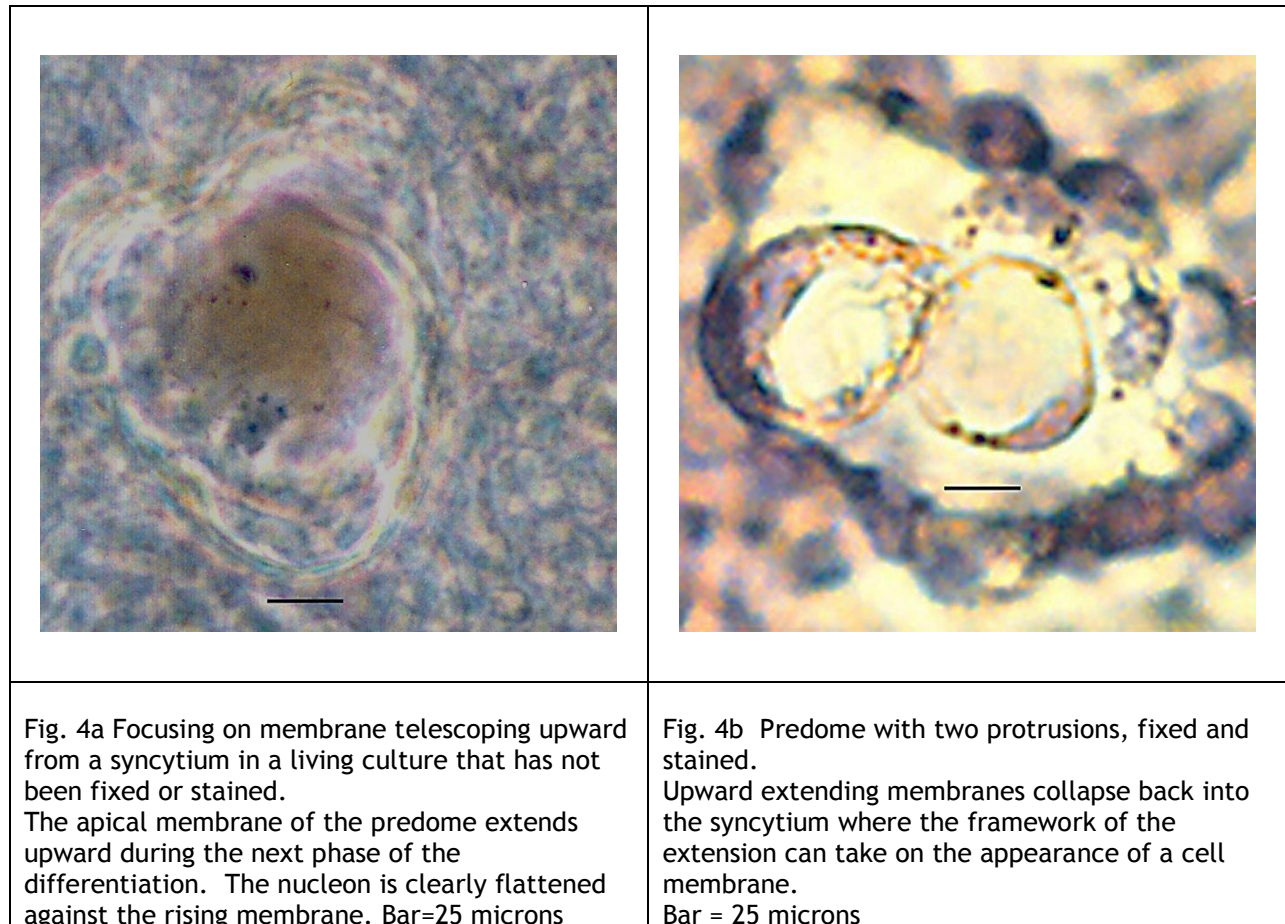 Fig. 4a Focusing on membrane telescoping upward
from a syncytium in a living culture that has not
been fixed or stained.
The apical membrane of the predome extends
upward during the next phase of the
differentiation. The nucleon is clearly flattened
against the rising membrane. Bar=25 microns
Fig. 4b Predome with two protrusions, fixed and
stained.
Upward extending membranes collapse back into
the syncytium where the framework of the
extension can take on the appearance of a cell
membrane.
Bar = 25 microns